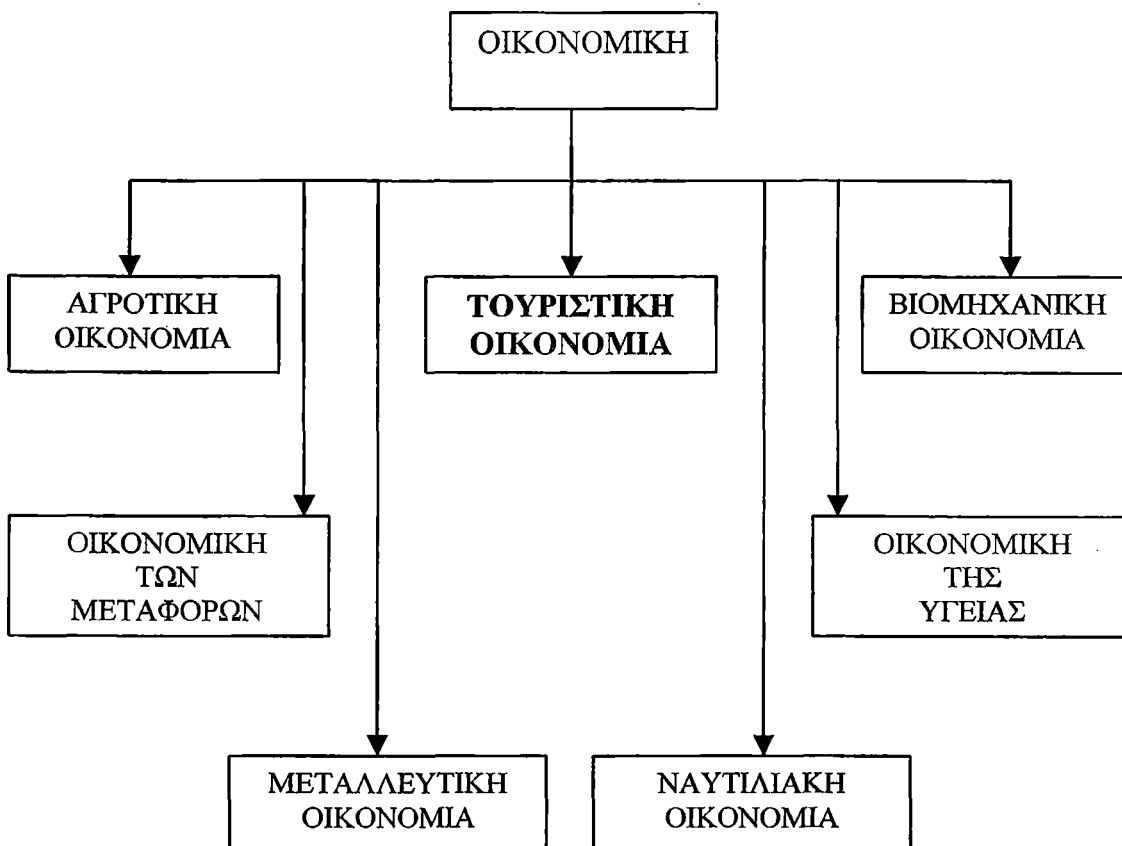 ΟΙΚΟΝΟΜΙΚΗ
ΑΓΡΟΤΙΚΗ
ΟΙΚΟΝΟΜΙΑ
ΤΟΥΡΙΣΤΙΚΗ
ΟΙΚΟΝΟΜΙΑ
ΒΙΟΜΗΧΑΝΙΚΗ
ΟΙΚΟΝΟΜΙΑ
ΟΙΚΟΝΟΜΙΚΗ
ΤΩΝ
ΜΕΤΑΦΟΡΩΝ
ΟΙΚΟΝΟΜΙΚΗ
ΤΗΣ
ΥΓΕΙΑΣ
ΜΕΤΑΛΛΕΥΤΙΚΗ
ΟΙΚΟΝΟΜΙΑ
ΝΑΥΤΙΛΙΑΚΗ
ΟΙΚΟΝΟΜΙΑ